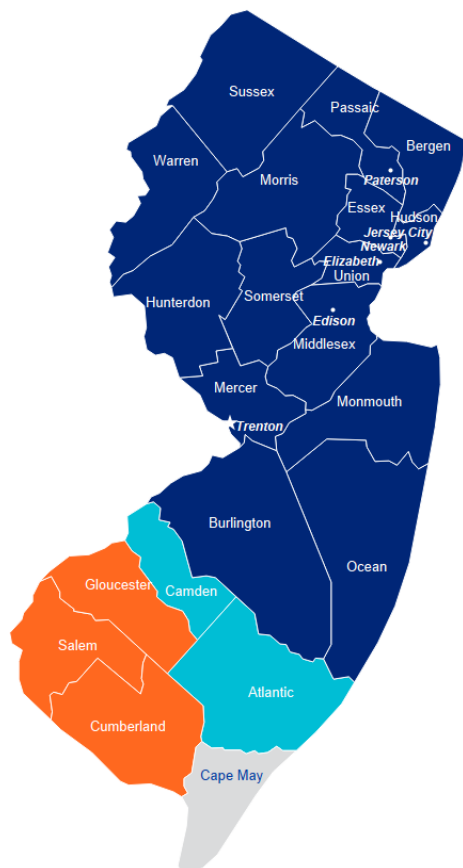 Sussex
Passaic
Bergen
Warren
Morris
Paterson
Essex
Hudson
Jersey City
Newark
Elizabeth
Union
Hunterdon
Somerset
Edison
Middlesex
Mercer
Monmouth
Trenton
Burlington
Ocean
Gloucester
Camden
Salem
Atlantic
Cumberland
Cape May